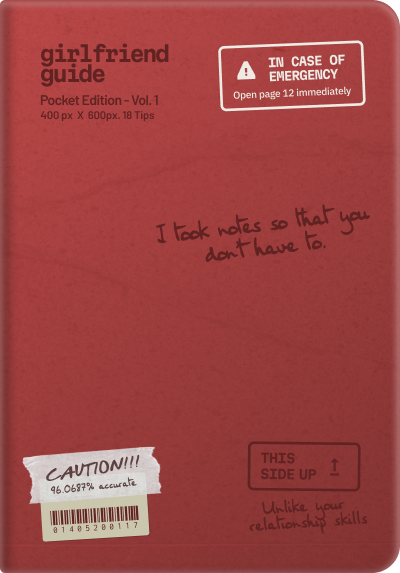 girlfriend
guide
Pocket Edition - Vol. 1
400 px X 600px. 18 Tips
IN CASE OF
EMERGENCY
Open page 12 immediately
I took notes so that you
don't have to.
CAUTION!!!
96.0687% accurate
01405200117
THIS
SIDE UP
Unlike your
relationship skills